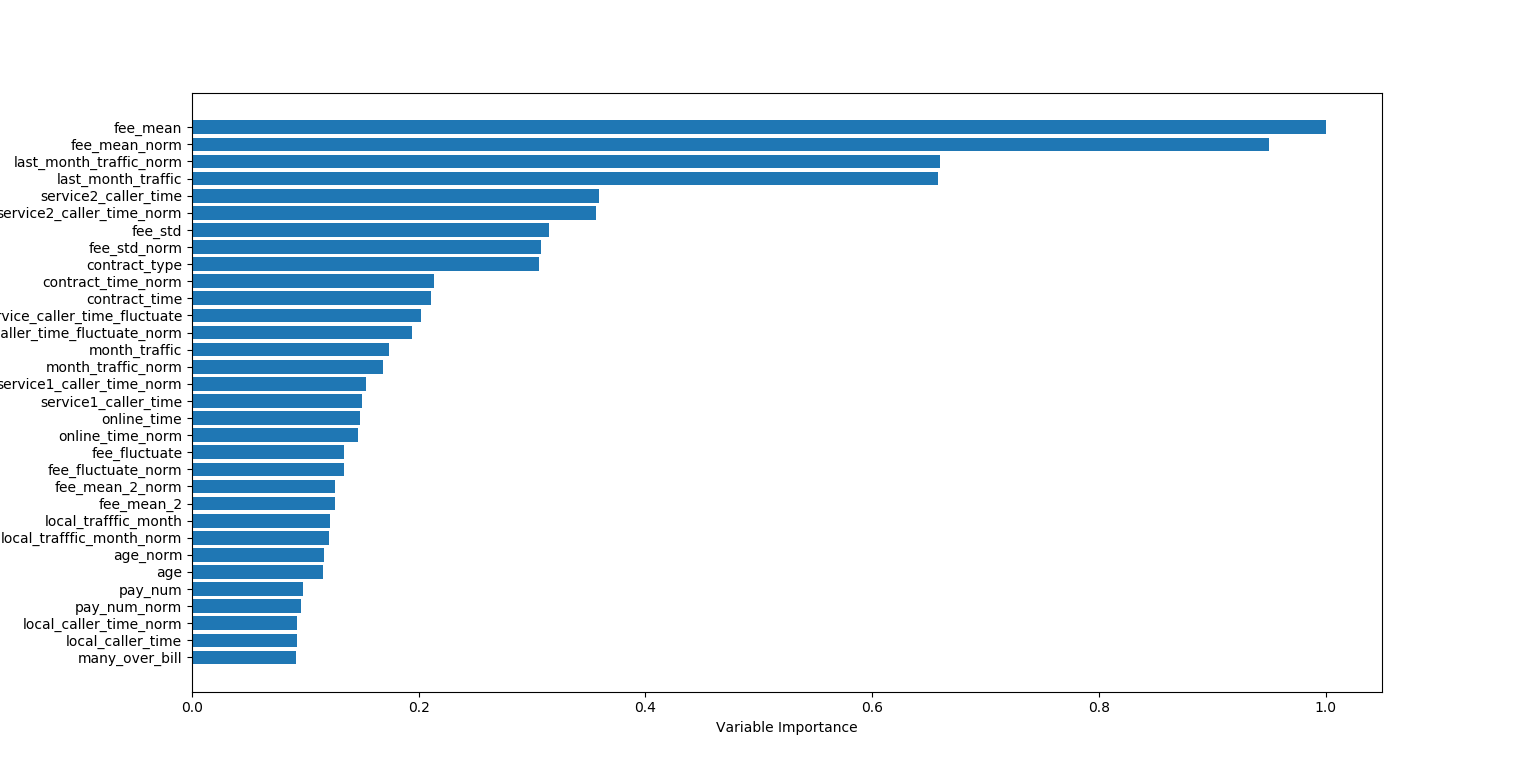 fee_mean
fee_mean_norm
last_month_traffic_norm
last_month_traffic
service2_caller_time
service2_caller_time_norm
fee_std
fee_std_norm
contract_type
contract_time_norm
contract_time
rvice_caller_time_fluctuate
aller_time_fluctuate_norm
month_traffic
month_traffic_norm
service1_caller_time_norm
service1_caller_time
online_time
online_time_norm
fee_fluctuate
fee_fluctuate_norm
fee_mean_2_norm
fee_mean_2
local_trafffic_month
local_trafffic_month_norm
age_norm
age
pay_num
pay_num_norm
local_caller_time_norm
local_caller_time
many_over_bill
0.0 0.2 0.4 0.6 0.8 1.0
Variable Importance